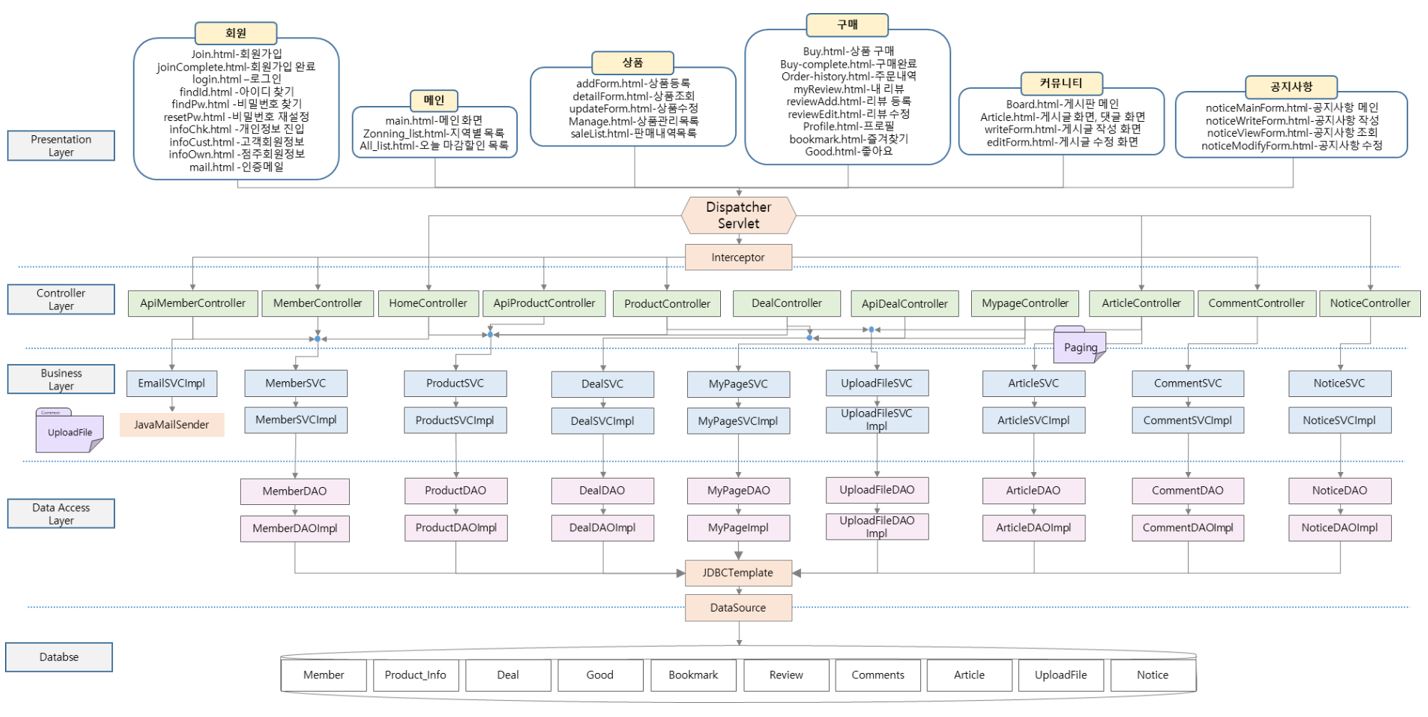 회원
Join.html-회원가입
joinComplete.html-회원가입 완료
login.html –로그인
findId.html -아이디 찾기
findPw.html -비밀번호 찾기
resetPw.html -비밀번호 재설정
infoChk.html -개인정보 진입
infoCust.html -고객회원정보
infoOwn.html -점주회원정보
mail.html -인증메일
메인
main.html-메인 화면
Zonning_list.html-지역별 목록
All_list.html-오늘 마감할인 목록
상품
addForm.html-상품등록
detailForm.html-상품조회
updateForm.html-상품수정
Manage.html-상품관리목록
saleList.html-판매내역목록
구매
Buy.html-상품 구매
Buy-complete.html-구매완료
Order-history.html-주문내역
myReview.html-내 리뷰
reviewAdd.html-리뷰 등록
reviewEdit.html-리뷰 수정
Profile.html-프로필
bookmark.html-즐겨찾기
Good.html-좋아요
커뮤니티
Board.html-게시판 메인
Article.html-게시글 화면, 댓글 화면
writeForm.html-게시글 작성 화면
editForm.html-게시글 수정 화면
공지사항
noticeMainForm.html-공지사항 메인
noticeWriteForm.html-공지사항 작성
noticeViewForm.html-공지사항 조회
noticeModifyForm.html-공지사항 수정
Presentation
Layer
Dispatcher
Servlet
Interceptor
Controller
Layer
ApiMemberController
MemberController
HomeController
ApiProductController
ProductController
DealController
ApiDealController
MypageController
ArticleController
CommentController
NoticeController
Paging
Business
Layer
EmailSVCImpl
MemberSVC
ProductSVC
DealSVC
MyPageSVC
UploadFileSVC
ArticleSVC
CommentSVC
NoticeSVC
UploadFile
JavaMailSender
MemberSVCImpl
ProductSVCImpl
DealSVCImpl
MyPageSVCImpl
UploadFileSVC
Impl
ArticleSVCImpl
CommentSVCImpl
NoticeSVCImpl
Data Access
Layer
MemberDAO
ProductDAO
DealDAO
MyPageDAO
UploadFileDAO
ArticleDAO
CommentDAO
NoticeDAO
MemberDAOImpl
ProductDAOImpl
DealDAOImpl
MyPageImpl
UploadFileDAO
Impl
ArticleDAOImpl
CommentDAOImpl
NoticeDAOImpl
JDBCTemplate
DataSource
Databse
Member
Product_Info
Deal
Good
Bookmark
Review
Comments
Article
UploadFile
Notice